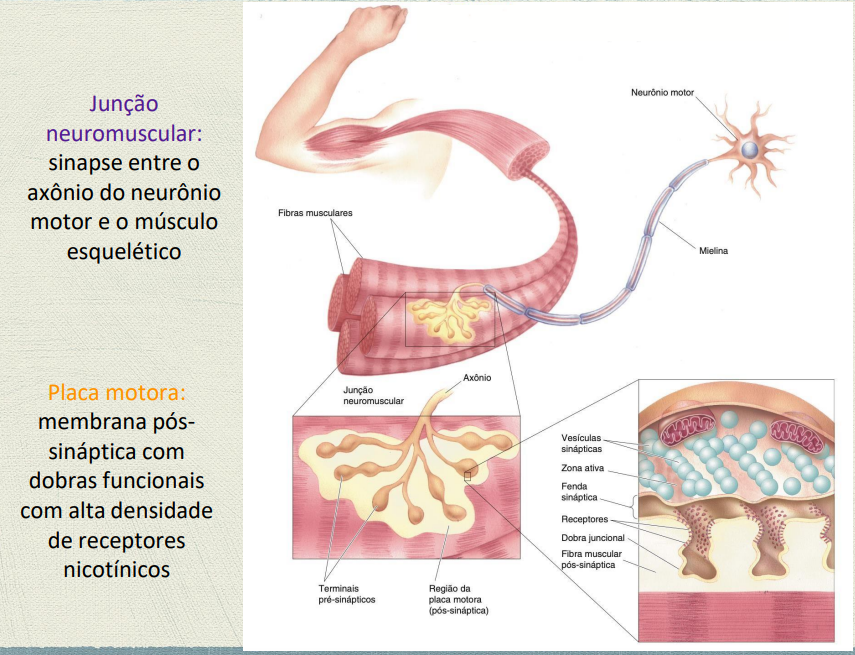 Junção
neuromuscular:
sinapse entre o
axônio do neurônio
motor e o músculo
esquelético
Placa motora:
membrana pós-
sináptica com
dobras funcionais
com alta densidade
de receptores
nicotínicos
Neurônio motor
Fibras musculares
Mielina
Axônio
Junção
neuromuscular
Terminais
pré-sinápticos
Região da
placa motora
(pós-sináptica)
Vesículas
sinápticas
Zona ativa
Fenda
sináptica
Receptores
Dobra juncional
Fibra muscular
pós-sináptica